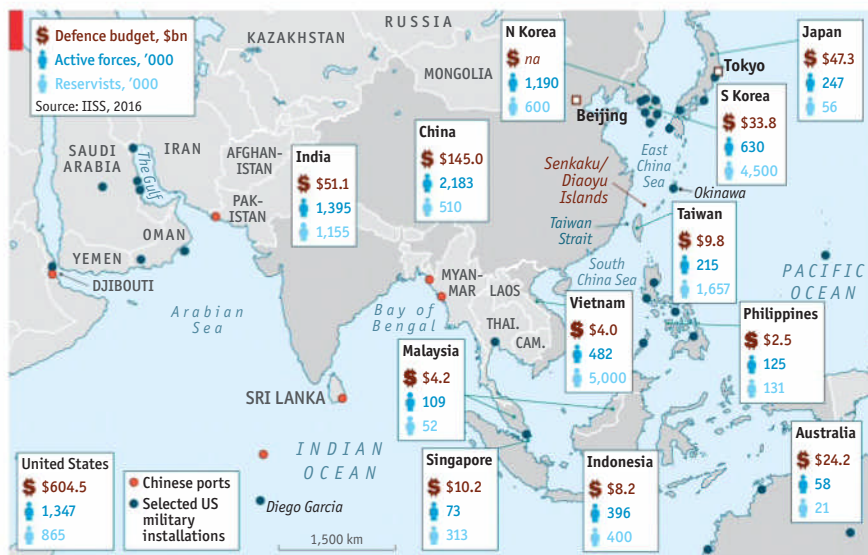 Defence budget, $bn
Active forces, '000
Reservists, '000
Source: IISS, 2016
RUSSIA
KAZAKHSTAN
MONGOLIA
N Korea
na
1,190
600
Japan
$47.3
247
56
Tokyo
Beijing
S Korea
$33.8
630
4,500
China
$145.0
2,183
510
India
$51.1
1,395
1,155
SAUDI
ARABIA
The Gulf
IRAN
AFGHAN-
ISTAN
PAK-
ISTAN
OMAN
YEMEN
DJIBOUTI
East
China
Sea
Senkaku/
Diaoyu
Islands
Okinawa
Taiwan
Strait
Taiwan
$9.8
215
1,657
South
China Sea
PACIFIC
OCEAN
Arabian
Sea
Bay of
Bengal
MYAN-
MAR
LAOS
THAI.
CAM.
Vietnam
$4.0
482
5,000
Philippines
$2.5
125
131
Malaysia
$4.2
109
52
SRI LANKA
INDIAN
OCEAN
United States
$604.5
1,347
865
Chinese ports
Selected US
military
installations
Diego Garcia
1,500 km
Singapore
$10.2
73
313
Indonesia
$8.2
396
400
Australia
$24.2
58
21